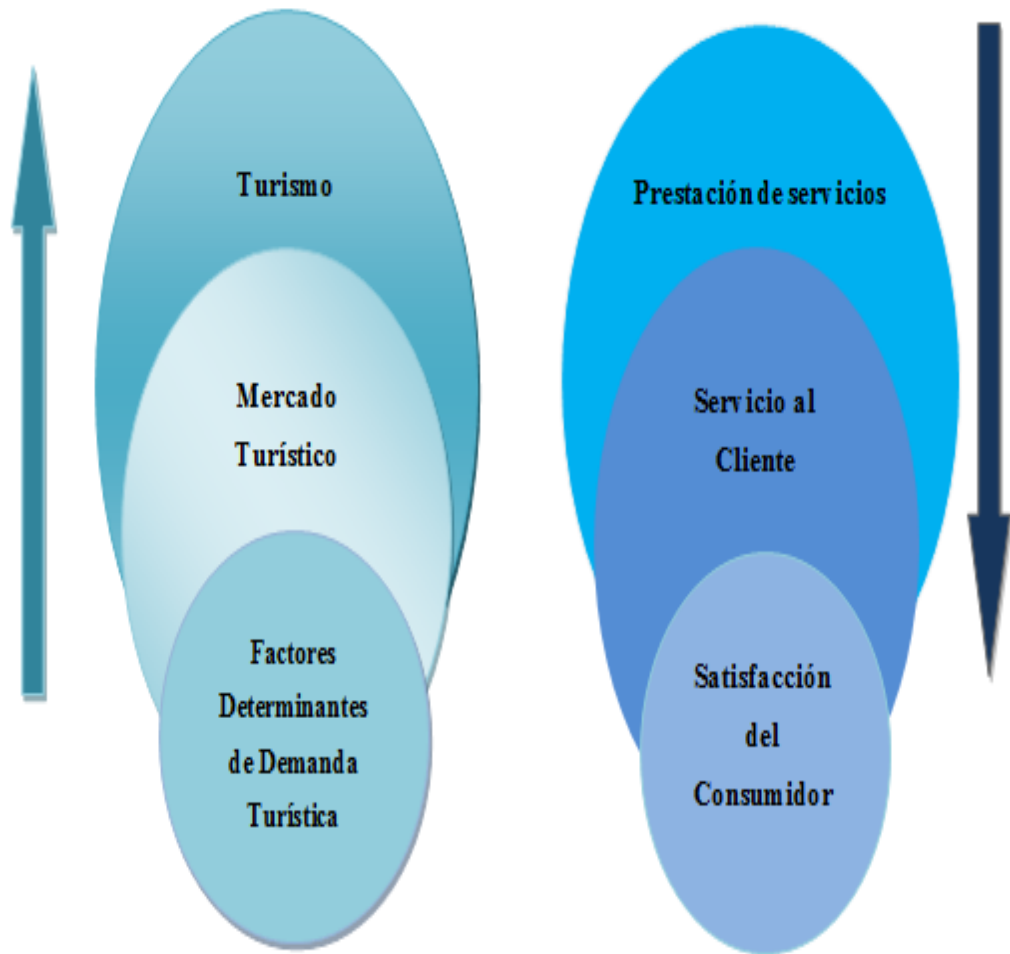 Turismo
Mercado
Turístico
Factores
Determinantes
de Demanda
Turística
Prestación de servicios
Servicio al
Cliente
Satisfacción
del
Consumidor